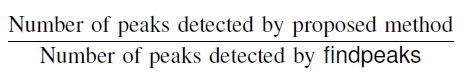 Number of peaks detected by proposed method
Number of peaks detected by findpeaks